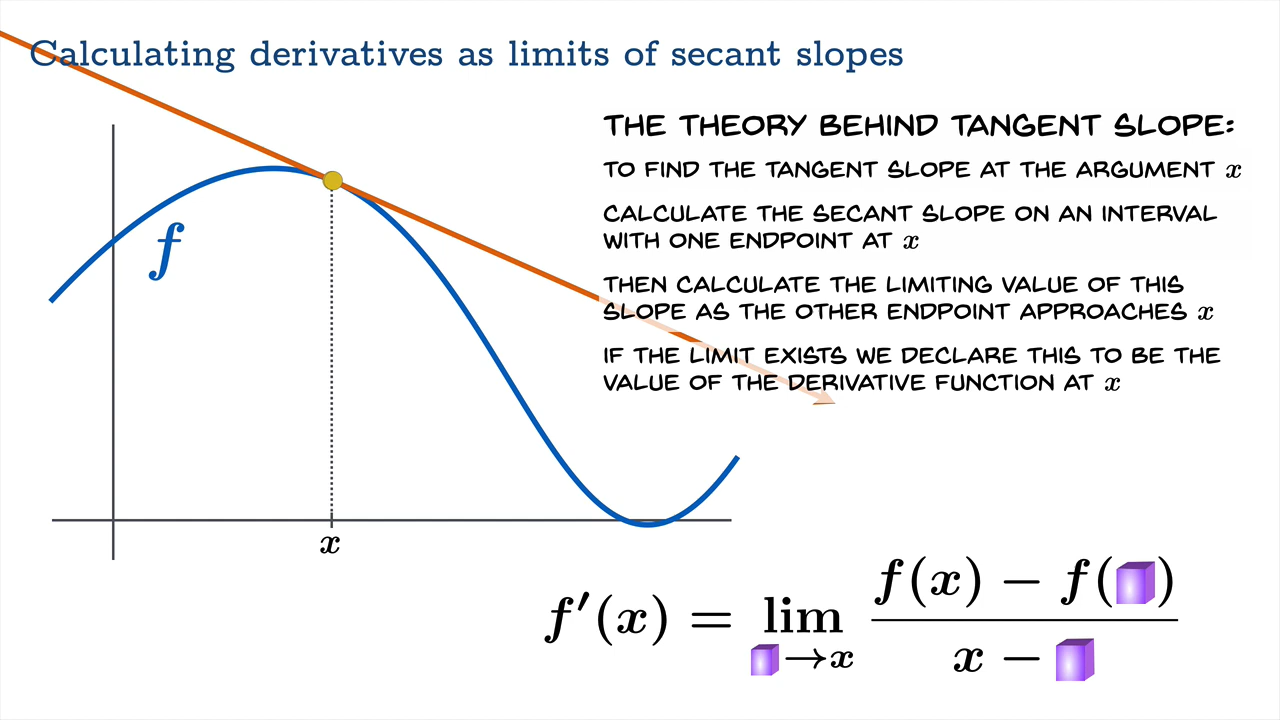 Calculating derivatives as limits of secant slopes
THE THEORY BEHIND TANGENT SLOPE:
TO FIND THE TANGENT SLOPE AT THE ARGUMENT x
CALCULATE THE SECANT SLOPE ON AN INTERVAL
WITH ONE ENDPOINT AT x
THEN CALCULATE THE LIMITING VALUE OF THIS
SLOPE AS THE OTHER ENDPOINT APPROACHES x
IF THE LIMIT EXISTS WE DECLARE THIS TO BE THE
VALUE OF THE DERIVATIVE FUNCTION AT x
f
x
f(x) − f( )
f′(x) = lim
→x
x −